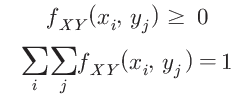 f_{XY}(x_i, y_j) ≥ 0
∑_i ∑_j f_{XY}(x_i, y_j) = 1